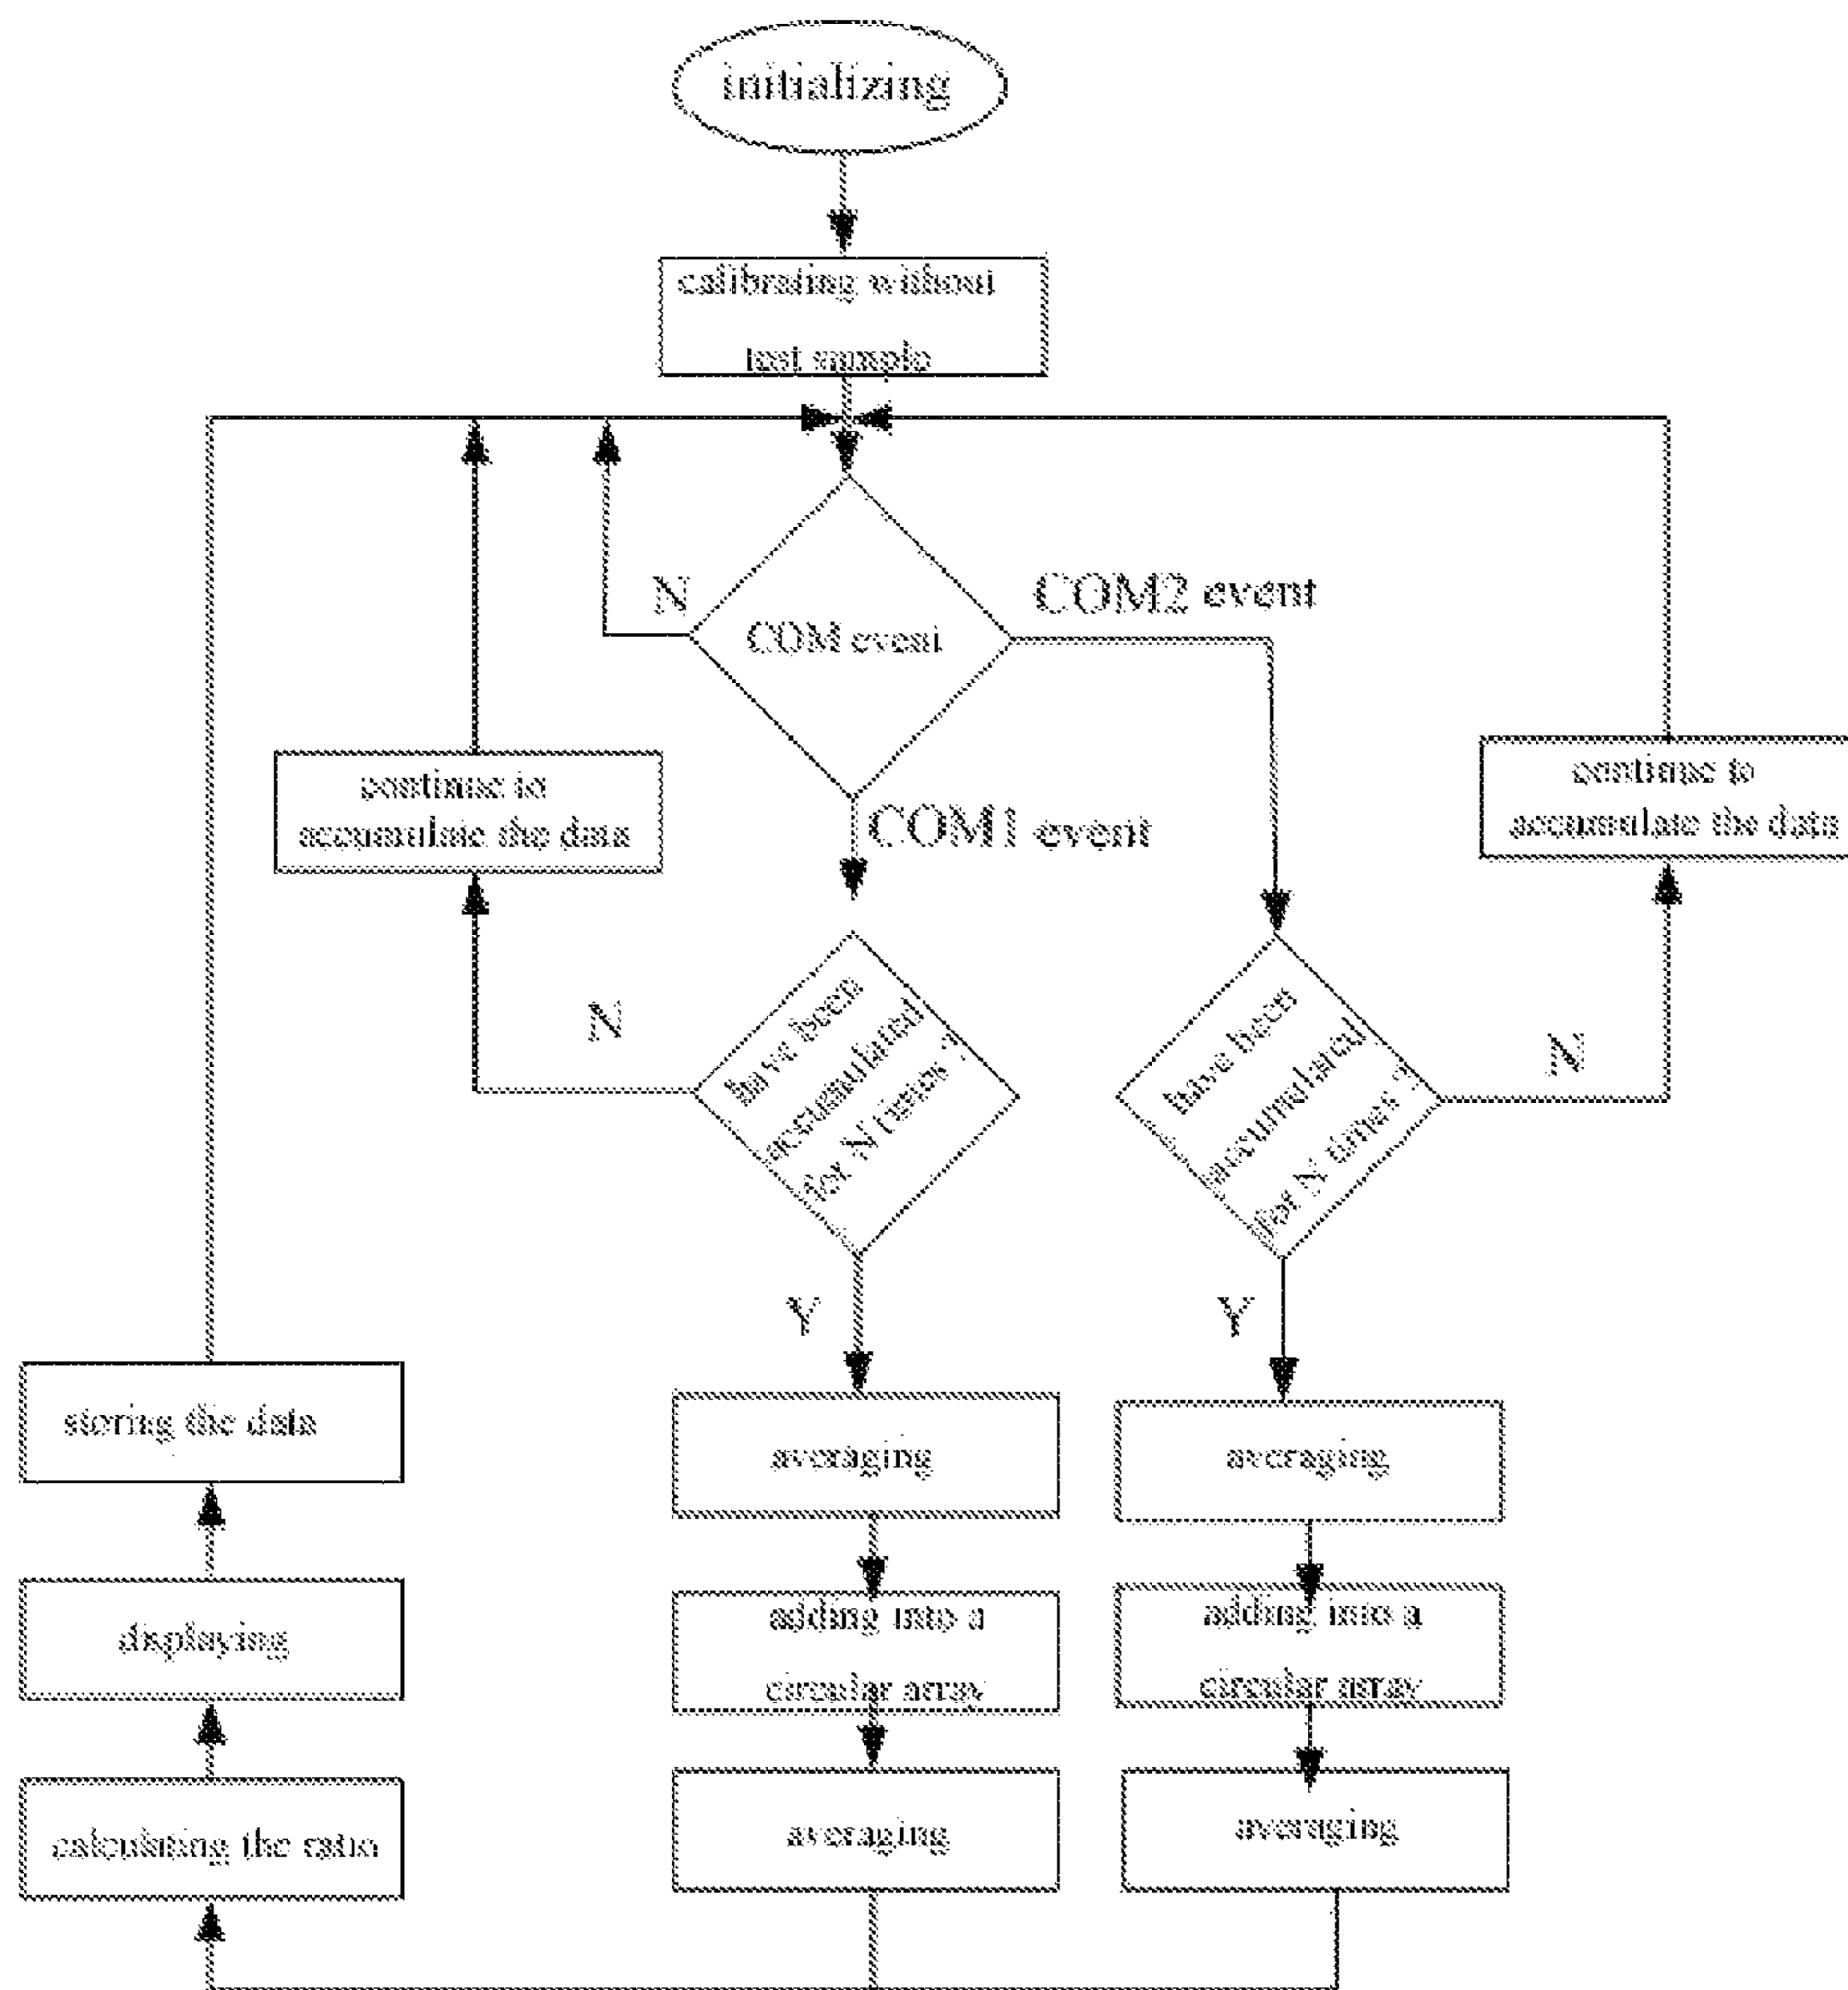 initializing
calibrating without
test sample
N
COM2 event
COM event
continue to
accumulate the data
continue to
accumulate the data
COM1 event
N
have been
accumulated
for N times ?
have been
accumulated
for N times ?
N
Y
Y
storing the data
averaging
averaging
displaying
adding into a
circular array
adding into a
circular array
calculating the ratio
averaging
averaging